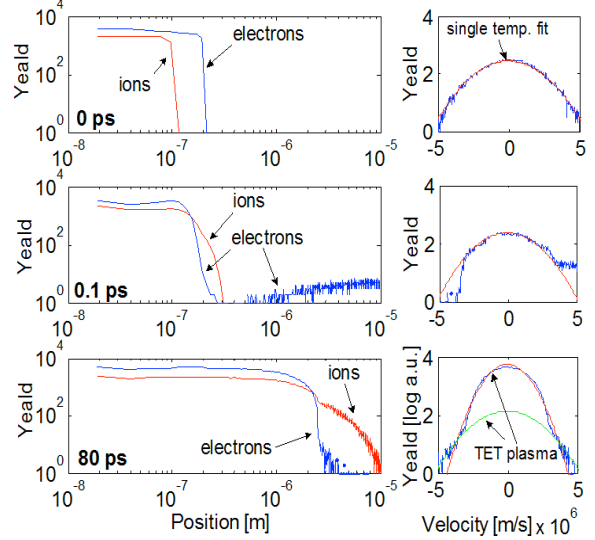 10^4
10^2
10^0
Yeald
electrons
ions
0 ps
10^-8
10^-7
10^-6
10^-5
4
2
0
Yeald
single temp. fit
-5
0
5
10^4
10^2
10^0
Yeald
ions
electrons
0.1 ps
10^-8
10^-7
10^-6
10^-5
4
2
0
Yeald
-5
0
5
10^4
10^2
10^0
Yeald
ions
electrons
80 ps
10^-8
10^-7
10^-6
10^-5
Position [m]
4
2
0
Yeald [log a.u.]
TET plasma
-5
0
5
Velocity [m/s] x 10^6